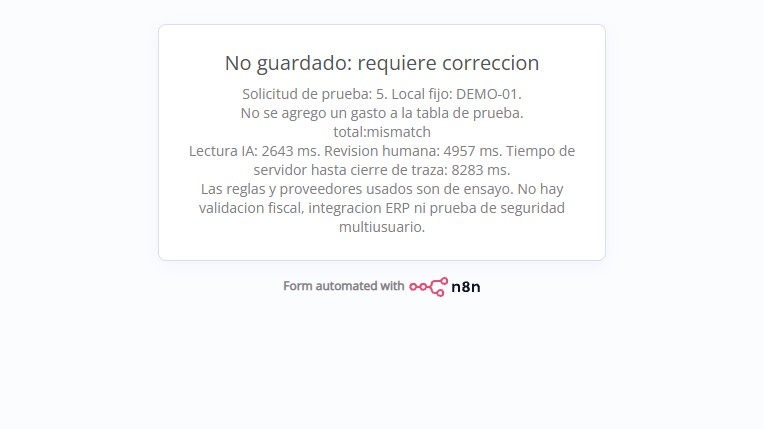 No guardado: requiere correccion
Solicitud de prueba: 5. Local fijo: DEMO-01.
No se agrego un gasto a la tabla de prueba.
total:mismatch
Lectura IA: 2643 ms. Revision humana: 4957 ms. Tiempo de
servidor hasta cierre de traza: 8283 ms.
Las reglas y proveedores usados son de ensayo. No hay
validacion fiscal, integracion ERP ni prueba de seguridad
multiusuario.
Form automated with n8n